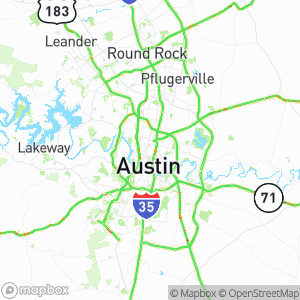 183
Leander
Round Rock
Pflugerville
Lakeway
Austin
71
35
mapbox
© Mapbox © OpenStreetMap